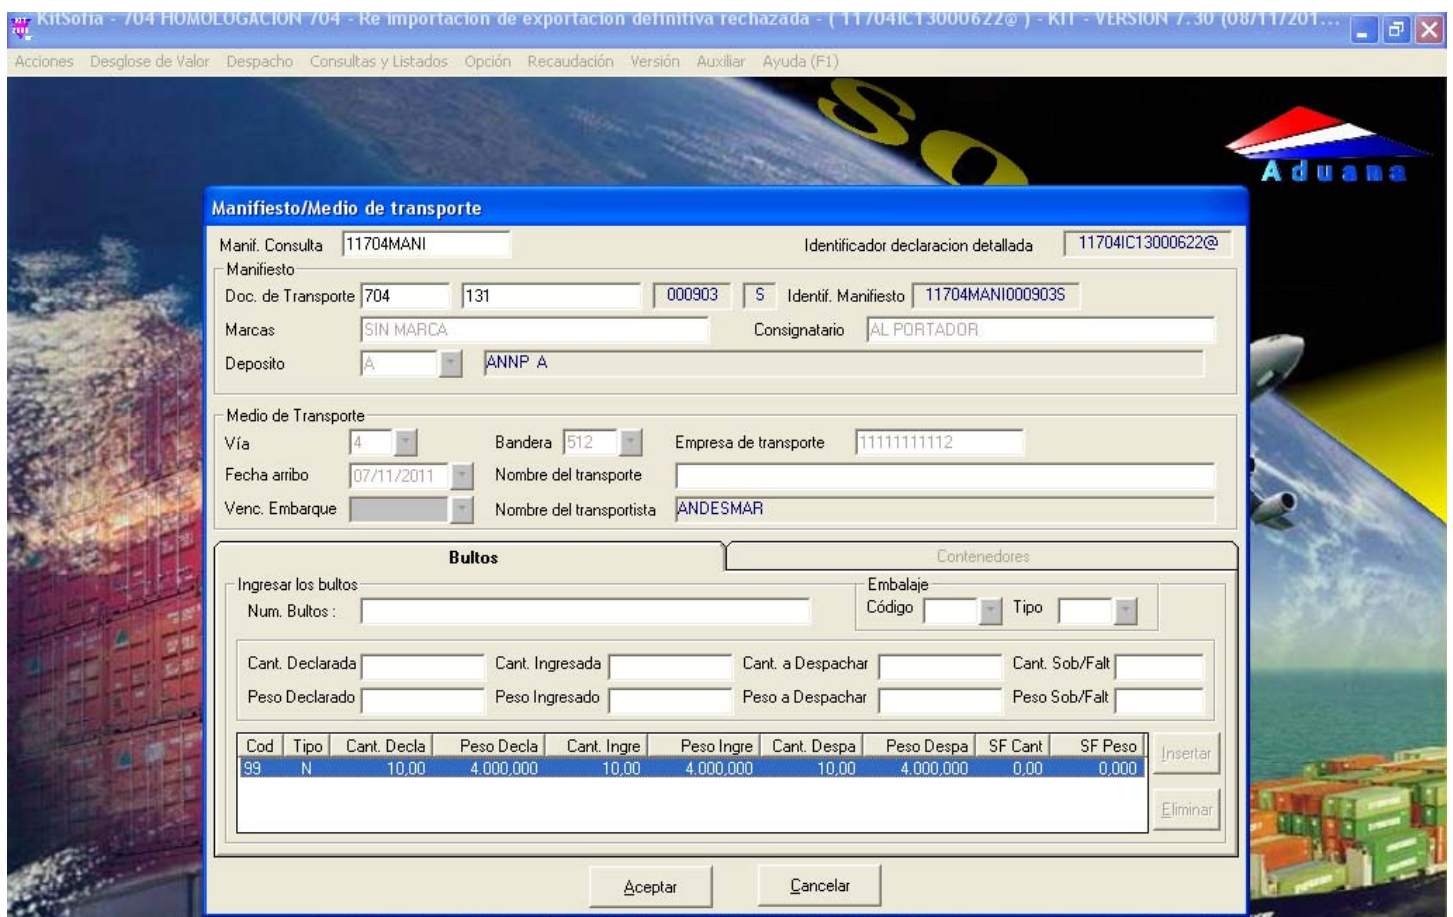 KitSofia - 704 HOMOLOGACION 704 - Re importacion de exportacion definitiva rechazada - ( 11704IC13000622@ ) - KIT - VERSION 7.30 (08/11/201...
Acciones Desglose de Valor Despacho Consultas y Listados Opción Recaudación Versión Auxiliar Ayuda (F1)
SO
Aduana
Manifiesto/Medio de transporte
Manif. Consulta 11704MANI Identificador declaracion detallada 11704IC13000622@
Manifiesto
Doc. de Transporte 704 131 000903 S Identif. Manifiesto 11704MANI000903S
Marcas SIN MARCA Consignatario AL PORTADOR
Deposito A ANNP A
Medio de Transporte
Vía 4 Bandera 512 Empresa de transporte 11111111112
Fecha arribo 07/11/2011 Nombre del transporte
Venc. Embarque Nombre del transportista ANDESMAR
Bultos Contenedores
Ingresar los bultos Embalaje
Num. Bultos : Código Tipo
Cant. Declarada Cant. Ingresada Cant. a Despachar Cant. Sob/Falt
Peso Declarado Peso Ingresado Peso a Despachar Peso Sob/Falt
Cod Tipo Cant. Decla Peso Decla Cant. Ingre Peso Ingre Cant. Despa Peso Despa SF Cant SF Peso
99 N 10,00 4.000,000 10,00 4.000,000 10,00 4.000,000 0,00 0,000
Insertar
Eliminar
Aceptar Cancelar